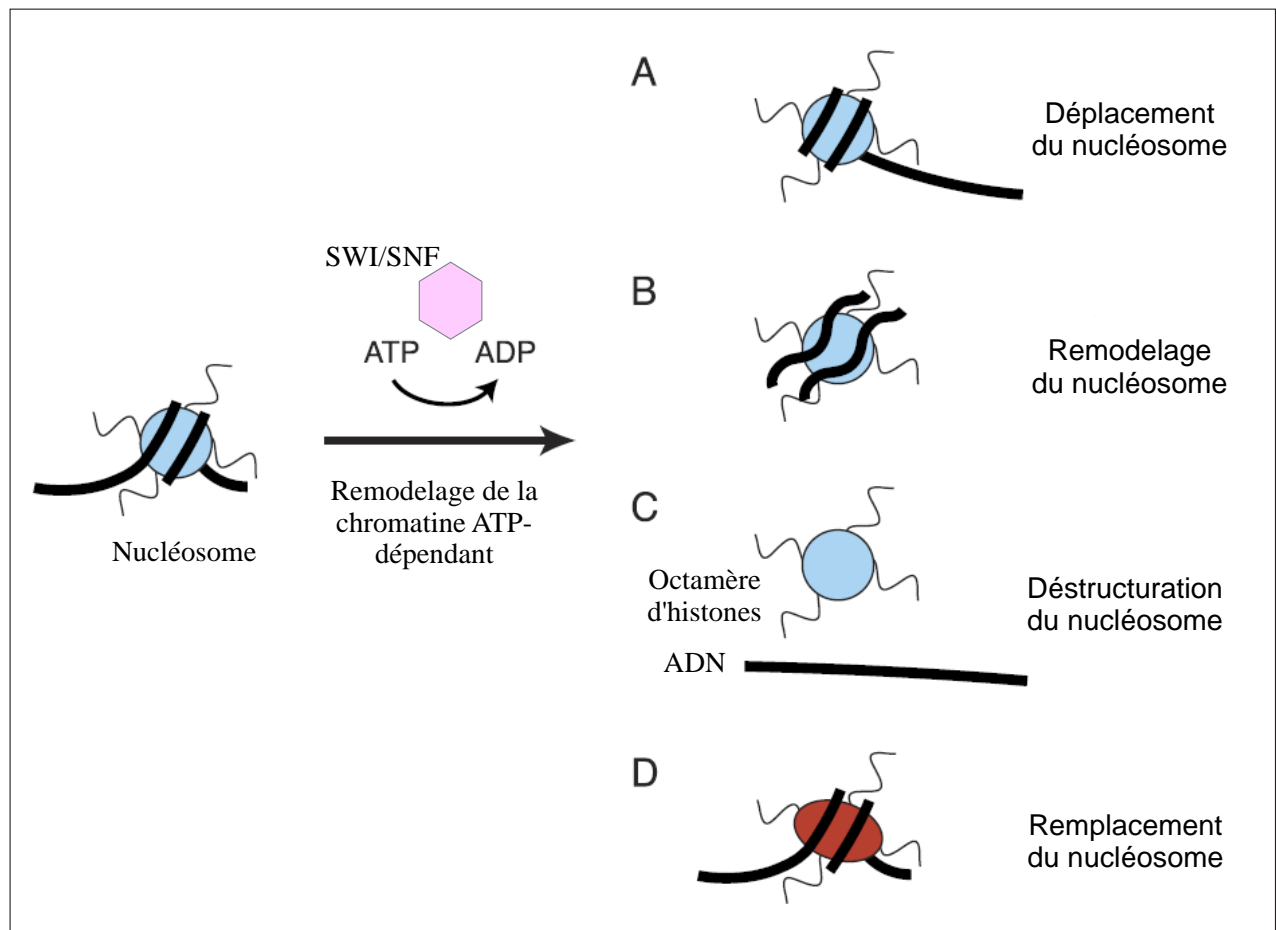 A
Déplacement
du nucléosome
SWI/SNF
ATP ADP
Remodelage de la
chromatine ATP-
dépendant
Nucléosome
B
Remodelage
du nucléosome
C
Octamère
d'histones
ADN
Déstructuration
du nucléosome
D
Remplacement
du nucléosome